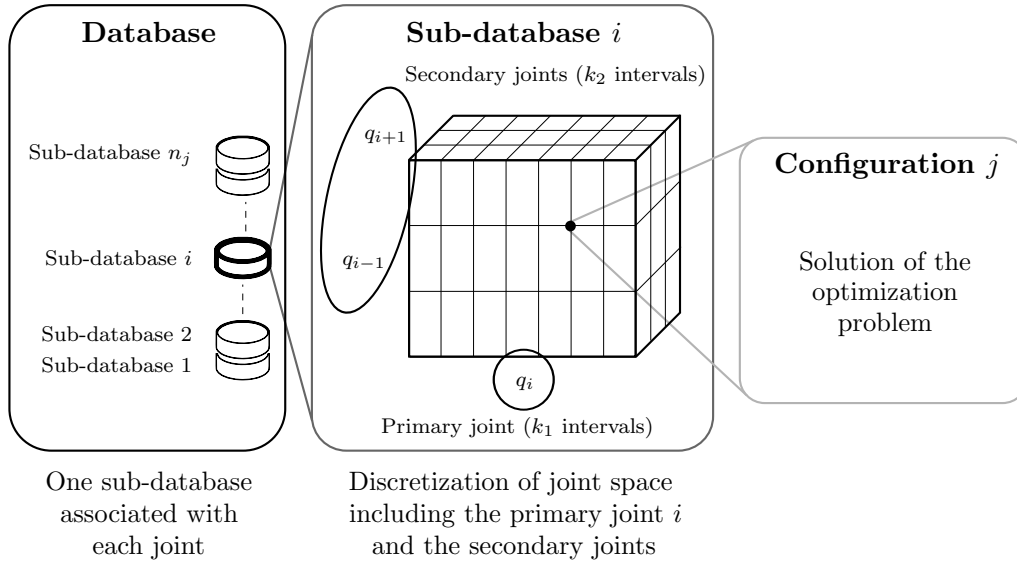 Database
Sub-database n_j
Sub-database i
Sub-database 2
Sub-database 1
One sub-database
associated with
each joint
Sub-database i
Secondary joints (k_2 intervals)
q_{i+1}
q_{i−1}
q_i
Primary joint (k_1 intervals)
Discretization of joint space
including the primary joint i
and the secondary joints
Configuration j
Solution of the
optimization
problem